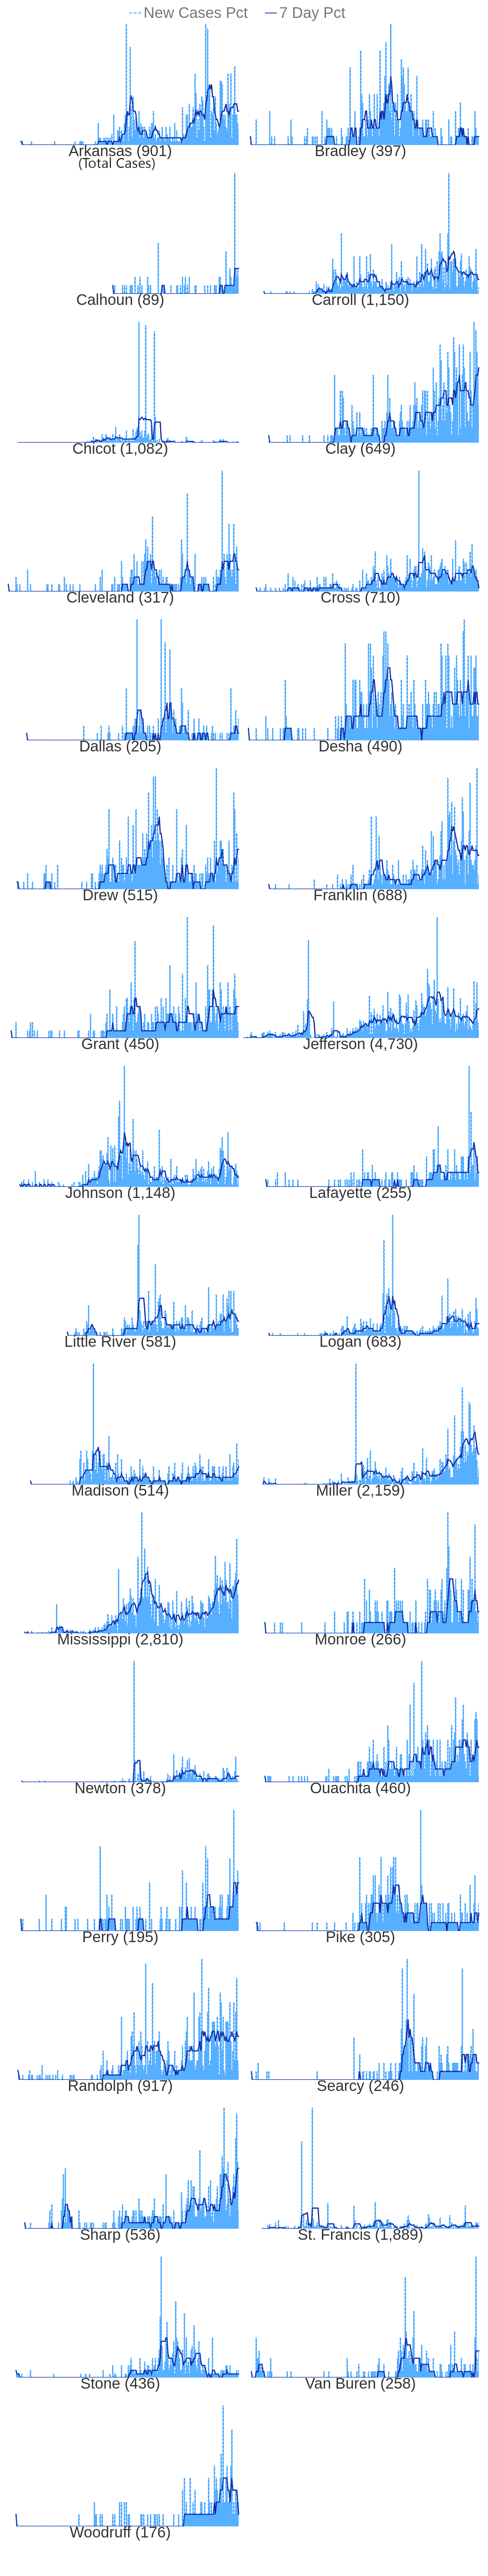 New Cases Pct 7 Day Pct
Arkansas (901) Bradley (397)
(Total Cases)
Calhoun (89) Carroll (1,150)
Chicot (1,082) Clay (649)
Cleveland (317) Cross (710)
Dallas (205) Desha (490)
Drew (515) Franklin (688)
Grant (450) Jefferson (4,730)
Johnson (1,148) Lafayette (255)
Little River (581) Logan (683)
Madison (514) Miller (2,159)
Mississippi (2,810) Monroe (266)
Newton (378) Ouachita (460)
Perry (195) Pike (305)
Randolph (917) Searcy (246)
Sharp (536) St. Francis (1,889)
Stone (436) Van Buren (258)
Woodruff (176)